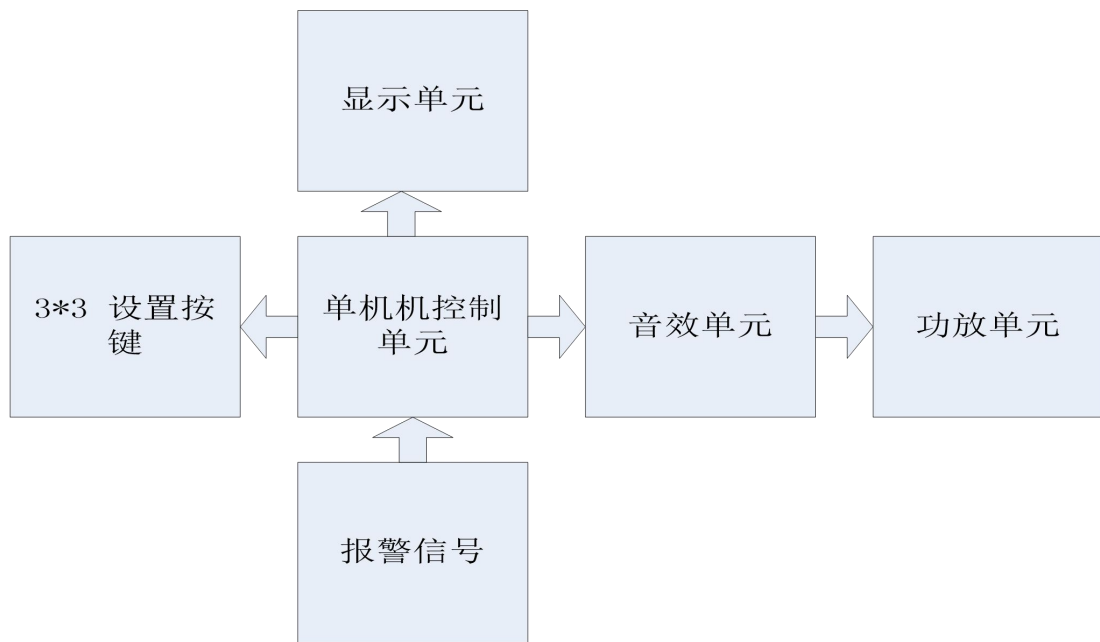 显示单元
3*3 设置按
键
单机机控制
单元
音效单元
功放单元
报警信号